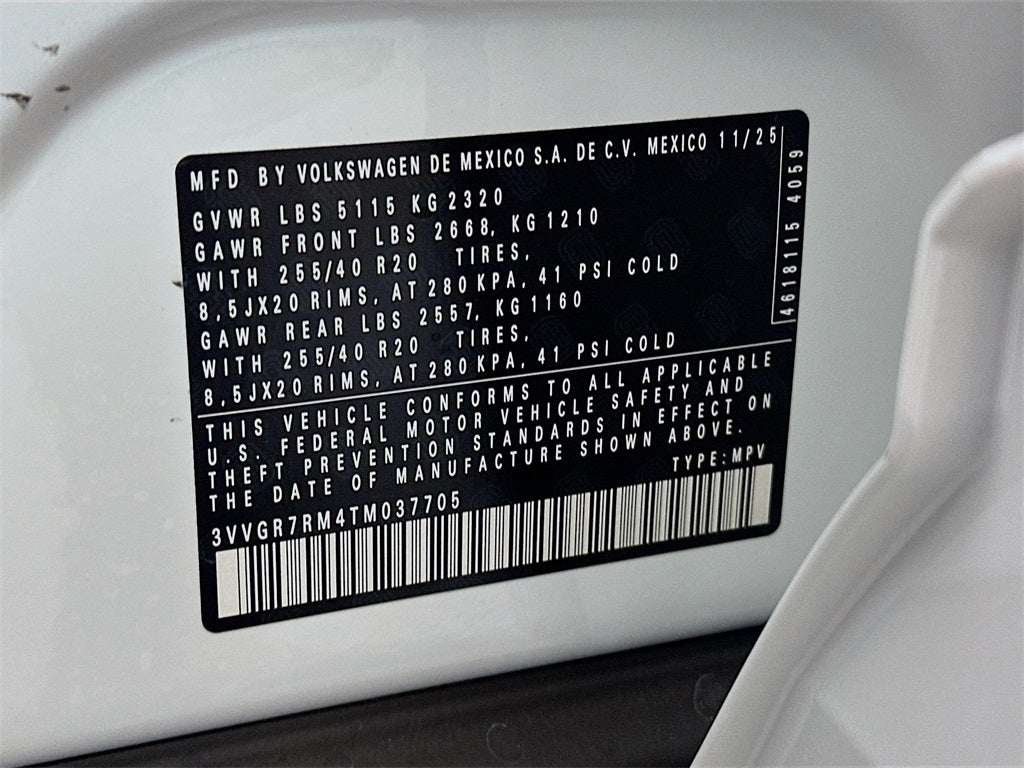 MFD BY VOLKSWAGEN DE MEXICO S.A. DE C.V. MEXICO 11/25
GVWR LBS 5115 KG 2320
GAWR FRONT LBS 2668, KG 1210
WITH 255/40 R20 TIRES,
8,5JX20 RIMS, AT 280 KPA, 41 PSI COLD
GAWR REAR LBS 2557, KG 1160
WITH 255/40 R20 TIRES,
8,5JX20 RIMS, AT 280 KPA, 41 PSI COLD
4618115 4059
THIS VEHICLE CONFORMS TO ALL APPLICABLE
U.S. FEDERAL MOTOR VEHICLE SAFETY AND
THEFT PREVENTION STANDARDS IN EFFECT ON
THE DATE OF MANUFACTURE SHOWN ABOVE.
TYPE:MPV
3VVGR7RM4TM037705